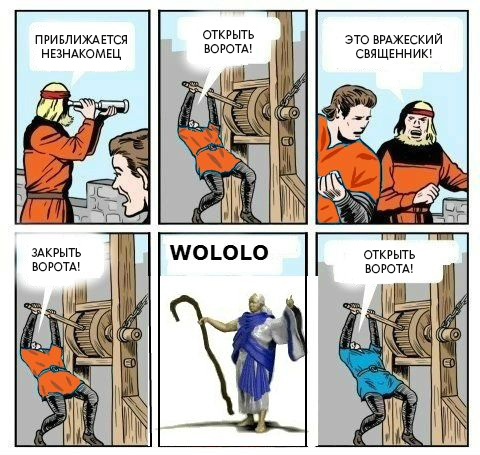 ПРИБЛИЖАЕТСЯ
НЕЗНАКОМЕЦ
ОТКРЫТЬ
ВОРОТА!
ЭТО ВРАЖЕСКИЙ
СВЯЩЕННИК!
ЗАКРЫТЬ
ВОРОТА!
WOLOLO
ОТКРЫТЬ
ВОРОТА!